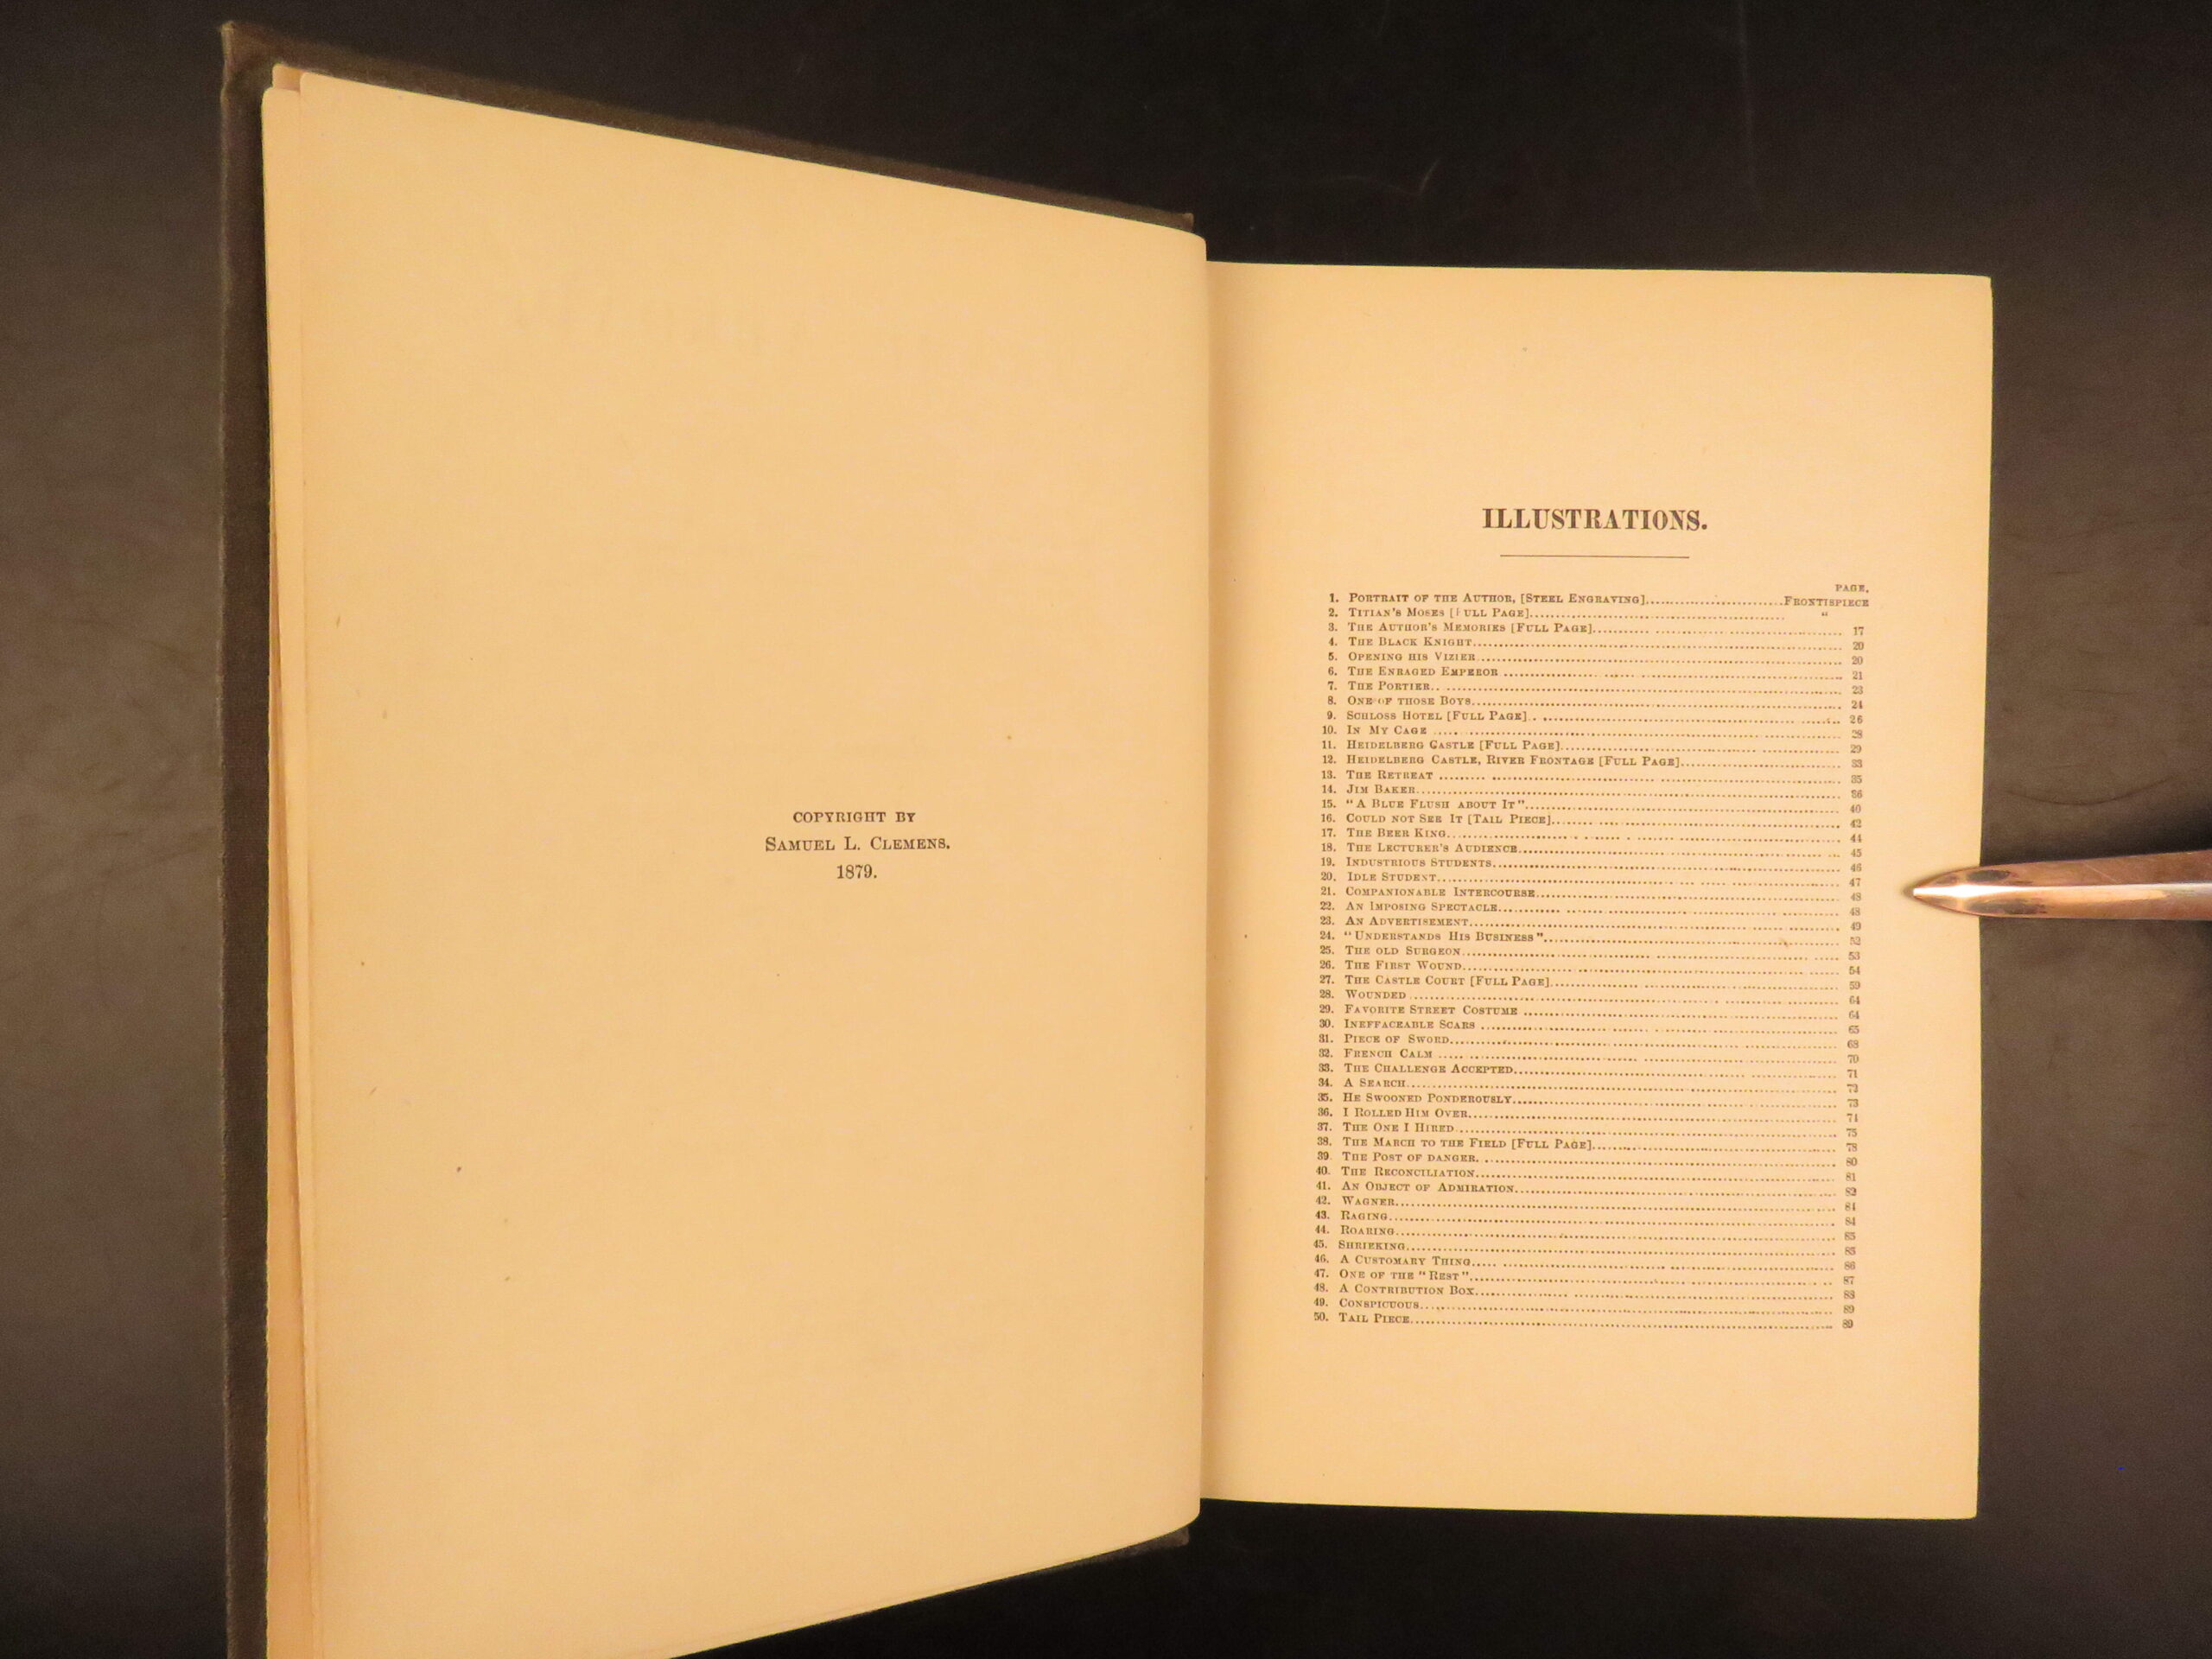 COPYRIGHT BY
SAMUEL L. CLEMENS.
1879.
ILLUSTRATIONS.
PAGE.
1. PORTRAIT OF THE AUTHOR, [STEEL ENGRAVING]..........FRONTISPIECE
2. TITIAN'S MOSES [FULL PAGE].......... "
3. THE AUTHOR'S MEMORIES [FULL PAGE].......... 17
4. THE BLACK KNIGHT.......... 20
5. OPENING HIS VIZIER.......... 20
6. THE ENRAGED EMPEROR .......... 21
7. THE PORTIER.......... 23
8. ONE OF THOSE BOYS.......... 24
9. SCHLOSS HOTEL [FULL PAGE].......... 26
10. IN MY CAGE .......... 28
11. HEIDELBERG CASTLE [FULL PAGE].......... 29
12. HEIDELBERG CASTLE, RIVER FRONTAGE [FULL PAGE].......... 33
13. THE RETREAT .......... 35
14. JIM BAKER.......... 36
15. "A BLUE FLUSH ABOUT IT".......... 40
16. COULD NOT SEE IT [TAIL PIECE].......... 42
17. THE BEER KING.......... 44
18. THE LECTURER'S AUDIENCE.......... 45
19. INDUSTRIOUS STUDENTS.......... 46
20. IDLE STUDENT.......... 47
21. COMPANIONABLE INTERCOURSE.......... 48
22. AN IMPOSING SPECTACLE.......... 48
23. AN ADVERTISEMENT.......... 49
24. "UNDERSTANDS HIS BUSINESS".......... 52
25. THE OLD SURGEON.......... 53
26. THE FIRST WOUND.......... 54
27. THE CASTLE COURT [FULL PAGE].......... 59
28. WOUNDED.......... 64
29. FAVORITE STREET COSTUME .......... 64
30. INEFFACEABLE SCARS .......... 65
31. PIECE OF SWORD.......... 68
32. FRENCH CALM .......... 70
33. THE CHALLENGE ACCEPTED.......... 71
34. A SEARCH.......... 72
35. HE SWOONED PONDEROUSLY.......... 73
36. I ROLLED HIM OVER.......... 74
37. THE ONE I HIRED.......... 75
38. THE MARCH TO THE FIELD [FULL PAGE].......... 78
39. THE POST OF DANGER.......... 80
40. THE RECONCILIATION.......... 81
41. AN OBJECT OF ADMIRATION.......... 82
42. WAGNER.......... 84
43. RAGING.......... 84
44. ROARING.......... 85
45. SHRIEKING.......... 85
46. A CUSTOMARY THING.......... 86
47. ONE OF THE "REST".......... 87
48. A CONTRIBUTION BOX.......... 88
49. CONSPICUOUS.......... 89
50. TAIL PIECE.......... 89